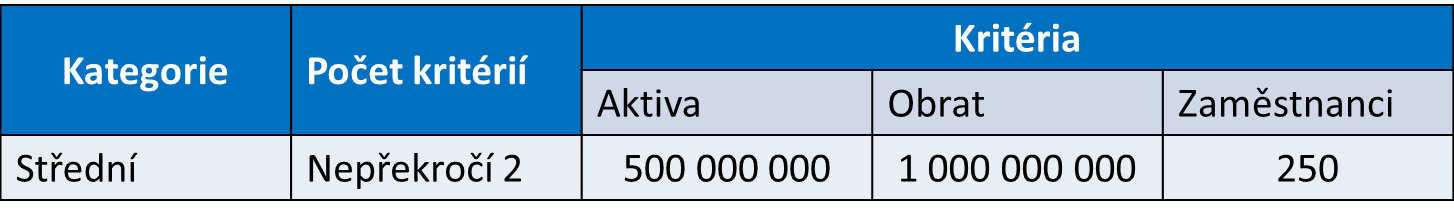 Kategorie Počet kritérií Kritéria
Aktiva Obrat Zaměstnanci
Střední Nepřekročí 2 500 000 000 1 000 000 000 250